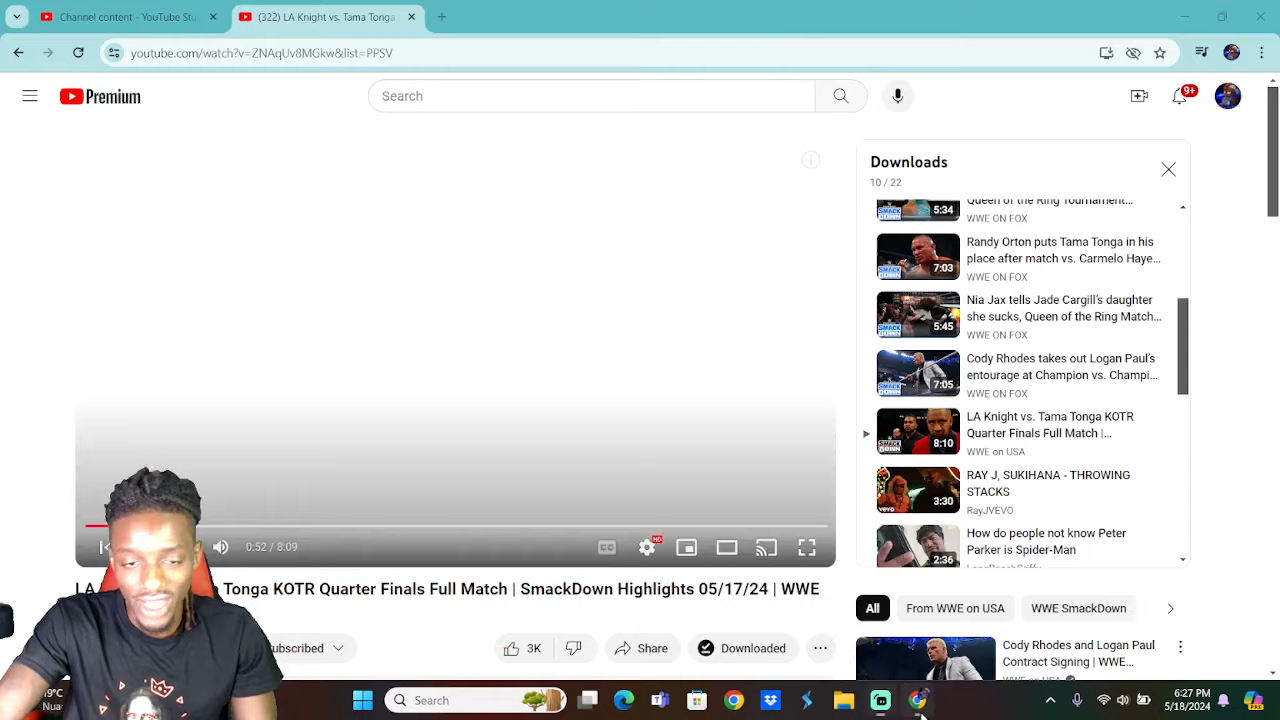 Channel content - YouTube Stu
(322) LA Knight vs. Tama Tonga
youtube.com/watch?v=ZNAqUv8MGkw&list=PPSV
Premium
Search
9+
Downloads
10 / 22
Queen of the Ring Tournament...
5:34
WWE ON FOX
Randy Orton puts Tama Tonga in his
place after match vs. Carmelo Haye...
7:03
WWE ON FOX
Nia Jax tells Jade Cargill's daughter
she sucks, Queen of the Ring Match...
5:45
WWE ON FOX
Cody Rhodes takes out Logan Paul's
entourage at Champion vs. Champi...
7:05
WWE ON FOX
LA Knight vs. Tama Tonga KOTR
Quarter Finals Full Match |...
8:10
WWE on USA
RAY J, SUKIHANA - THROWING
STACKS
3:30
RayJVEVO
How do people not know Peter
Parker is Spider-Man
2:36
LongBeachGriffy
0:52 / 8:09
CC
HD
LA Tonga KOTR Quarter Finals Full Match | SmackDown Highlights 05/17/24 | WWE
ubscribed
3K
Share
Downloaded
All
From WWE on USA
WWE SmackDown
Cody Rhodes and Logan Paul
Contract Signing | WWE...
WWE on USA
Search
6:27 PM
5/18/2024